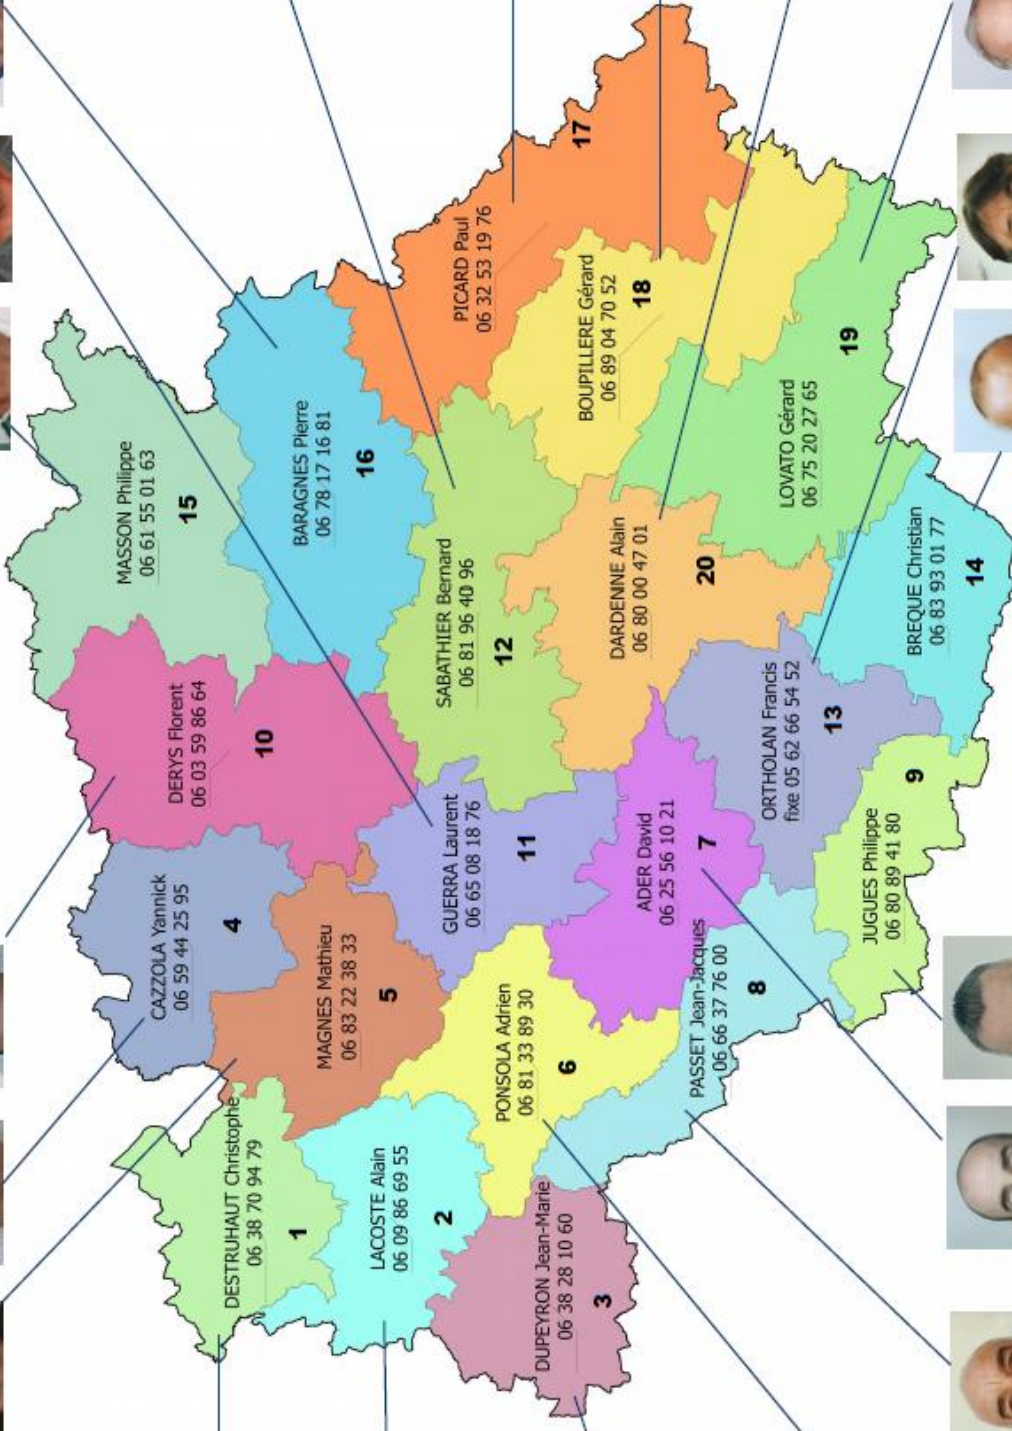 DESTRUHAUT Christophe
06 38 70 94 79
1
LACOSTE Alain
06 09 86 69 55
2
DUPEYRON Jean-Marie
06 38 28 10 60
3
CAZZOLA Yannick
06 59 44 25 95
4
MAGNES Mathieu
06 83 22 38 33
5
PONSOLA Adrien
06 81 33 89 30
6
ADER David
06 25 56 10 21
7
PASSET Jean-Jacques
06 66 37 76 00
8
JUGUES Philippe
06 80 89 41 80
9
DERYS Florent
06 03 59 86 64
10
GUERRA Laurent
06 65 08 18 76
11
SABATHIER Bernard
06 81 96 40 96
12
ORTHOLAN Francis
fixe 05 62 66 54 52
13
BREQUE Christian
06 83 93 01 77
14
MASSON Philippe
06 61 55 01 63
15
BARAGNES Pierre
06 78 17 16 81
16
PICARD Paul
06 32 53 19 76
17
BOUPILLERE Gérard
06 89 04 70 52
18
LOVATO Gérard
06 75 20 27 65
19
DARDENNE Alain
06 80 00 47 01
20